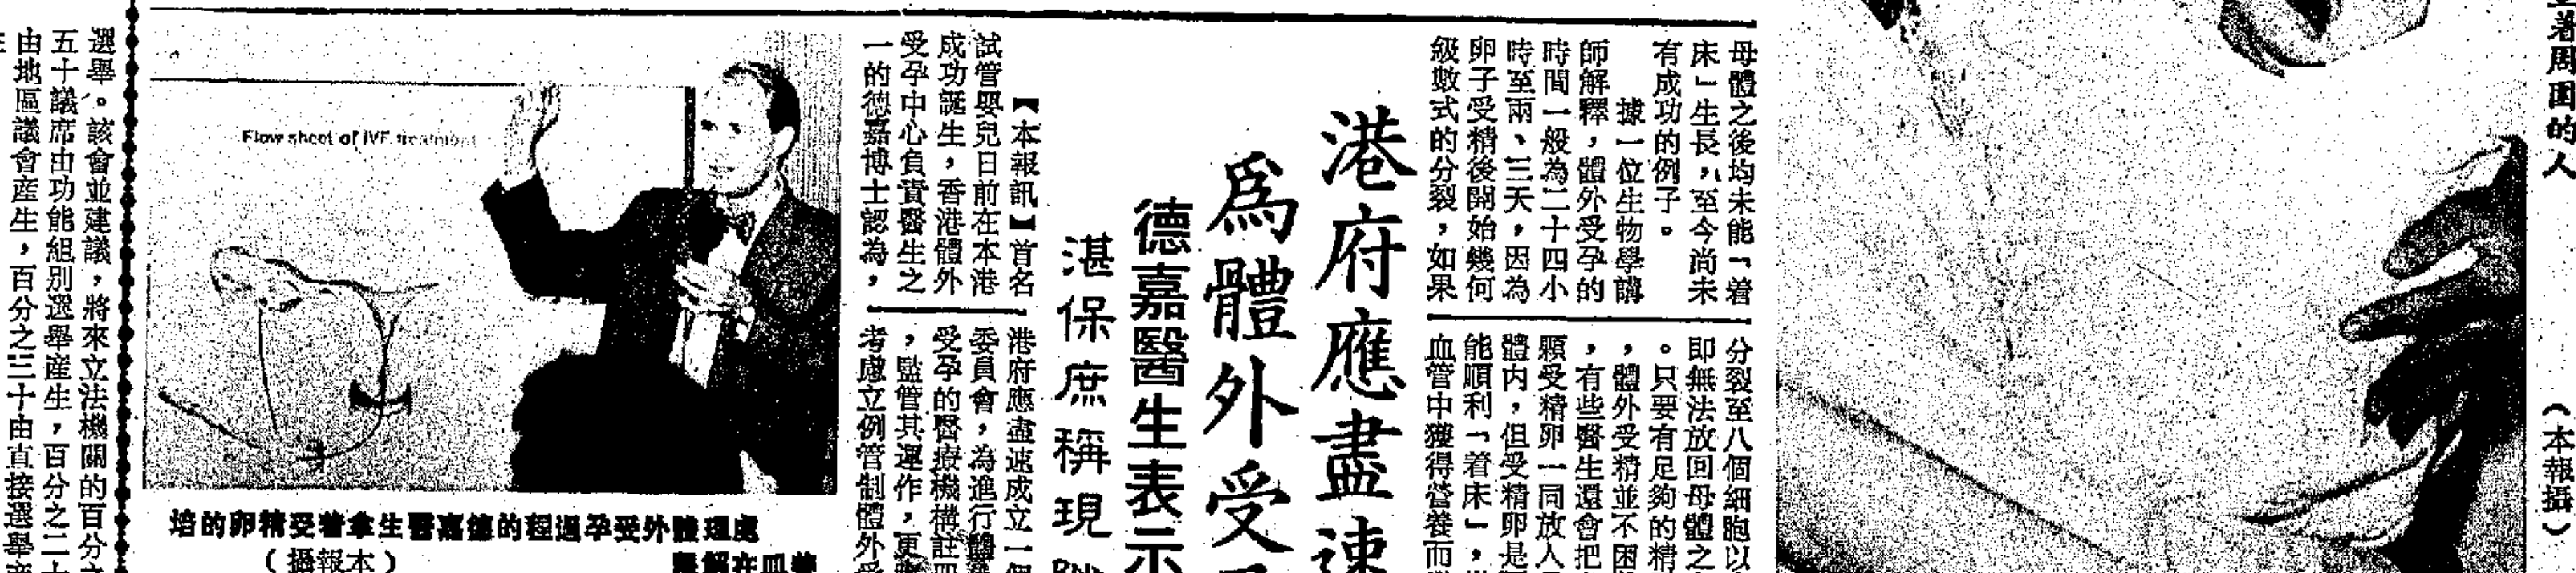 㘣着周圍的人
（本報攝）
母體之後均未能「着
床」生長，至今尚未
有成功的例子。
據一位生物學講
師解釋，體外受孕的
時間一般為二十四小
時至兩、三天，因為
卵子受精後開始幾何
級數式的分裂，如果
分裂至八個細胞以
即無法放回母體之
。只要有足夠的精
，體外受精並不困
，有些醫生還會把
顆受精卵一同放入
體內，但受精卵是
能順利「着床」，
血管中獲得營養而
港府應盡速
為體外受
德嘉醫生表示
湛保庶稱現
【本報訊】首名
試管嬰兒日前在本港
成功誕生，香港體外
受孕中心負責醫生之
一的德嘉博士認為，
港府應盡速成立一個
委員會，為進行體
受孕的醫療機構註冊
，監管其運作，更
考慮立例管制體外受
Flow sheet of IVF treatment
處理體外受孕過程的德嘉醫生拿着受精卵的培
（本報攝）
選舉。該會並建議，將來立法機關的百分之
五十議席由功能組別選舉產生，百分之二十
由地區議會產生，百分之三十由直接選舉產